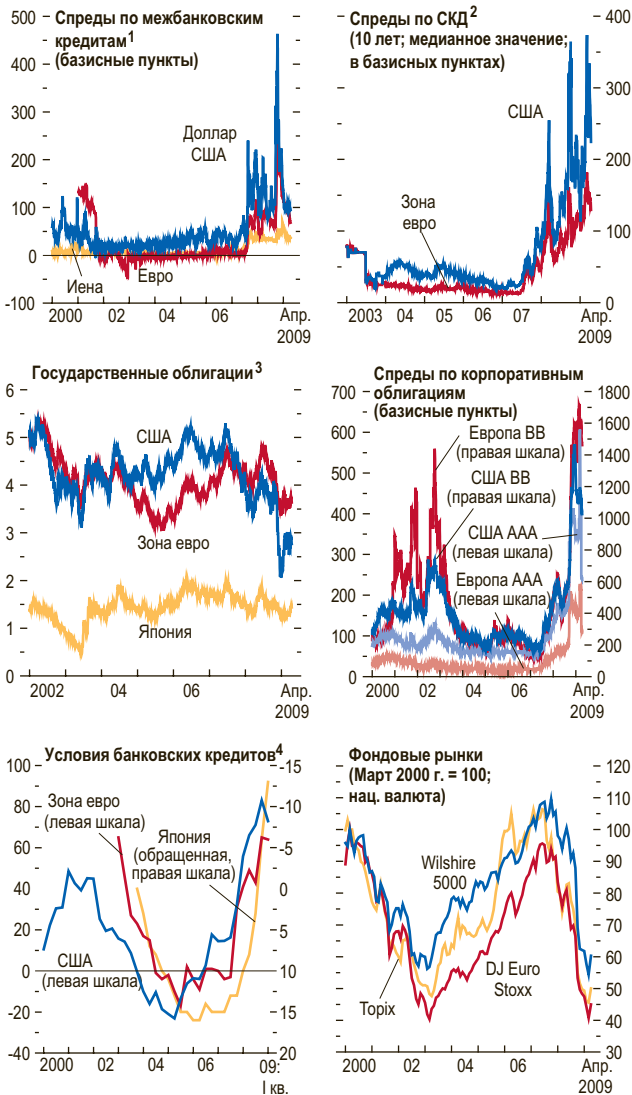 Спреды по межбанковским
кредитам1
(базисные пункты)
500
400
300
200
100
0
-100
Доллар
США
Иена
Евро
2000 02 04 06 Апр.
2009
Спреды по СКД2
(10 лет; медианное значение;
в базисных пунктах)
400
300
200
100
0
США
Зона
евро
2003 04 05 06 07 Апр.
2009
Государственные облигации3
6
5
4
3
2
1
0
США
Зона евро
Япония
2002 04 06 Апр.
2009
Спреды по корпоративным
облигациям
(базисные пункты)
700
600
500
400
300
200
100
0
1800
1600
1400
1200
1000
800
600
400
200
0
Европа BB
(правая шкала)
США BB
(правая шкала)
США AAA
(левая шкала)
Европа AAA
(левая шкала)
2000 02 04 06 Апр.
2009
Условия банковских кредитов4
100
80
60
40
20
0
-20
-40
-15
-10
-5
0
5
10
15
20
Зона евро
(левая шкала)
Япония
(обращенная,
правая шкала)
США
(левая шкала)
2000 02 04 06 09:
I кв.
Фондовые рынки
(Март 2000 г. = 100;
нац. валюта)
120
110
100
90
80
70
60
50
40
30
Wilshire
5000
DJ Euro
Stoxx
Topix
2000 02 04 06 Апр.
2009